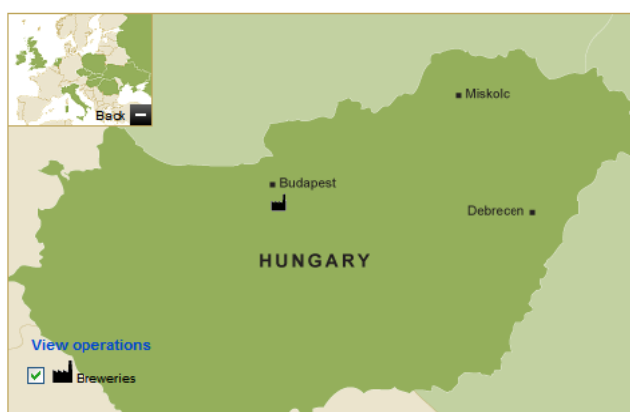 Back
Miskolc
Budapest
Debrecen
HUNGARY
View operations
Breweries